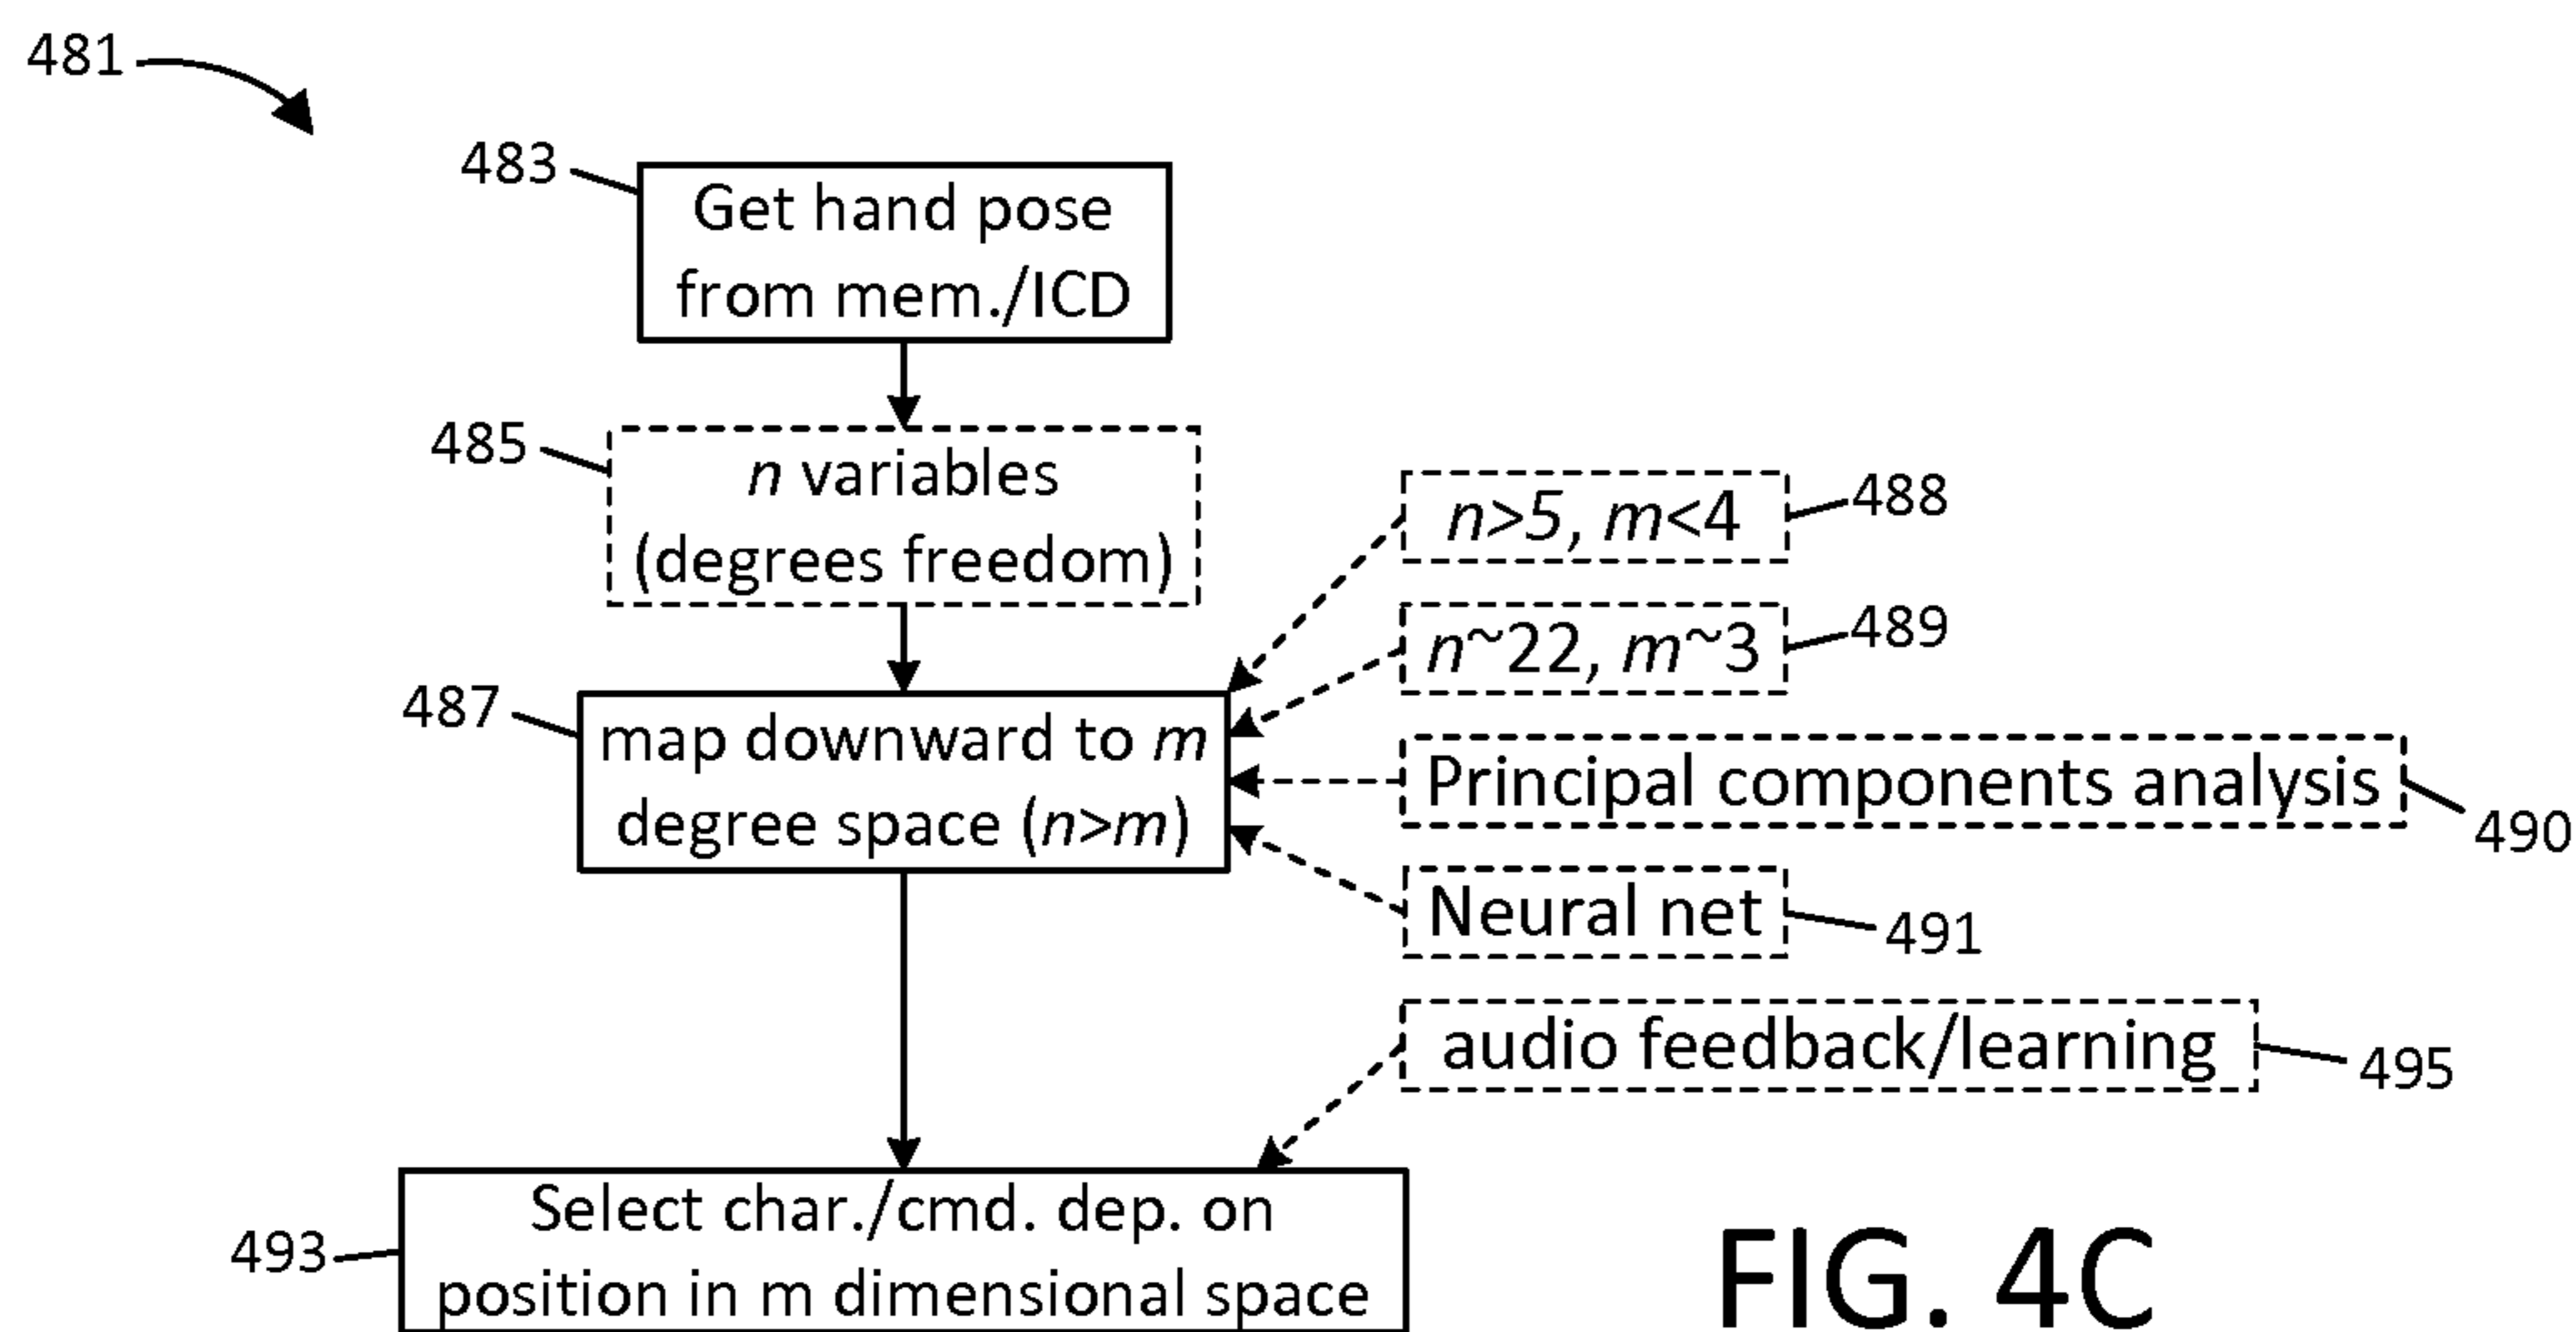 481
483
Get hand pose
from mem./ICD
485
n variables
(degrees freedom)
n>5, m<4
488
n~22, m~3
489
487
map downward to m
degree space (n>m)
Principal components analysis
490
Neural net
491
audio feedback/learning
495
493
Select char./cmd. dep. on
position in m dimensional space
FIG. 4C